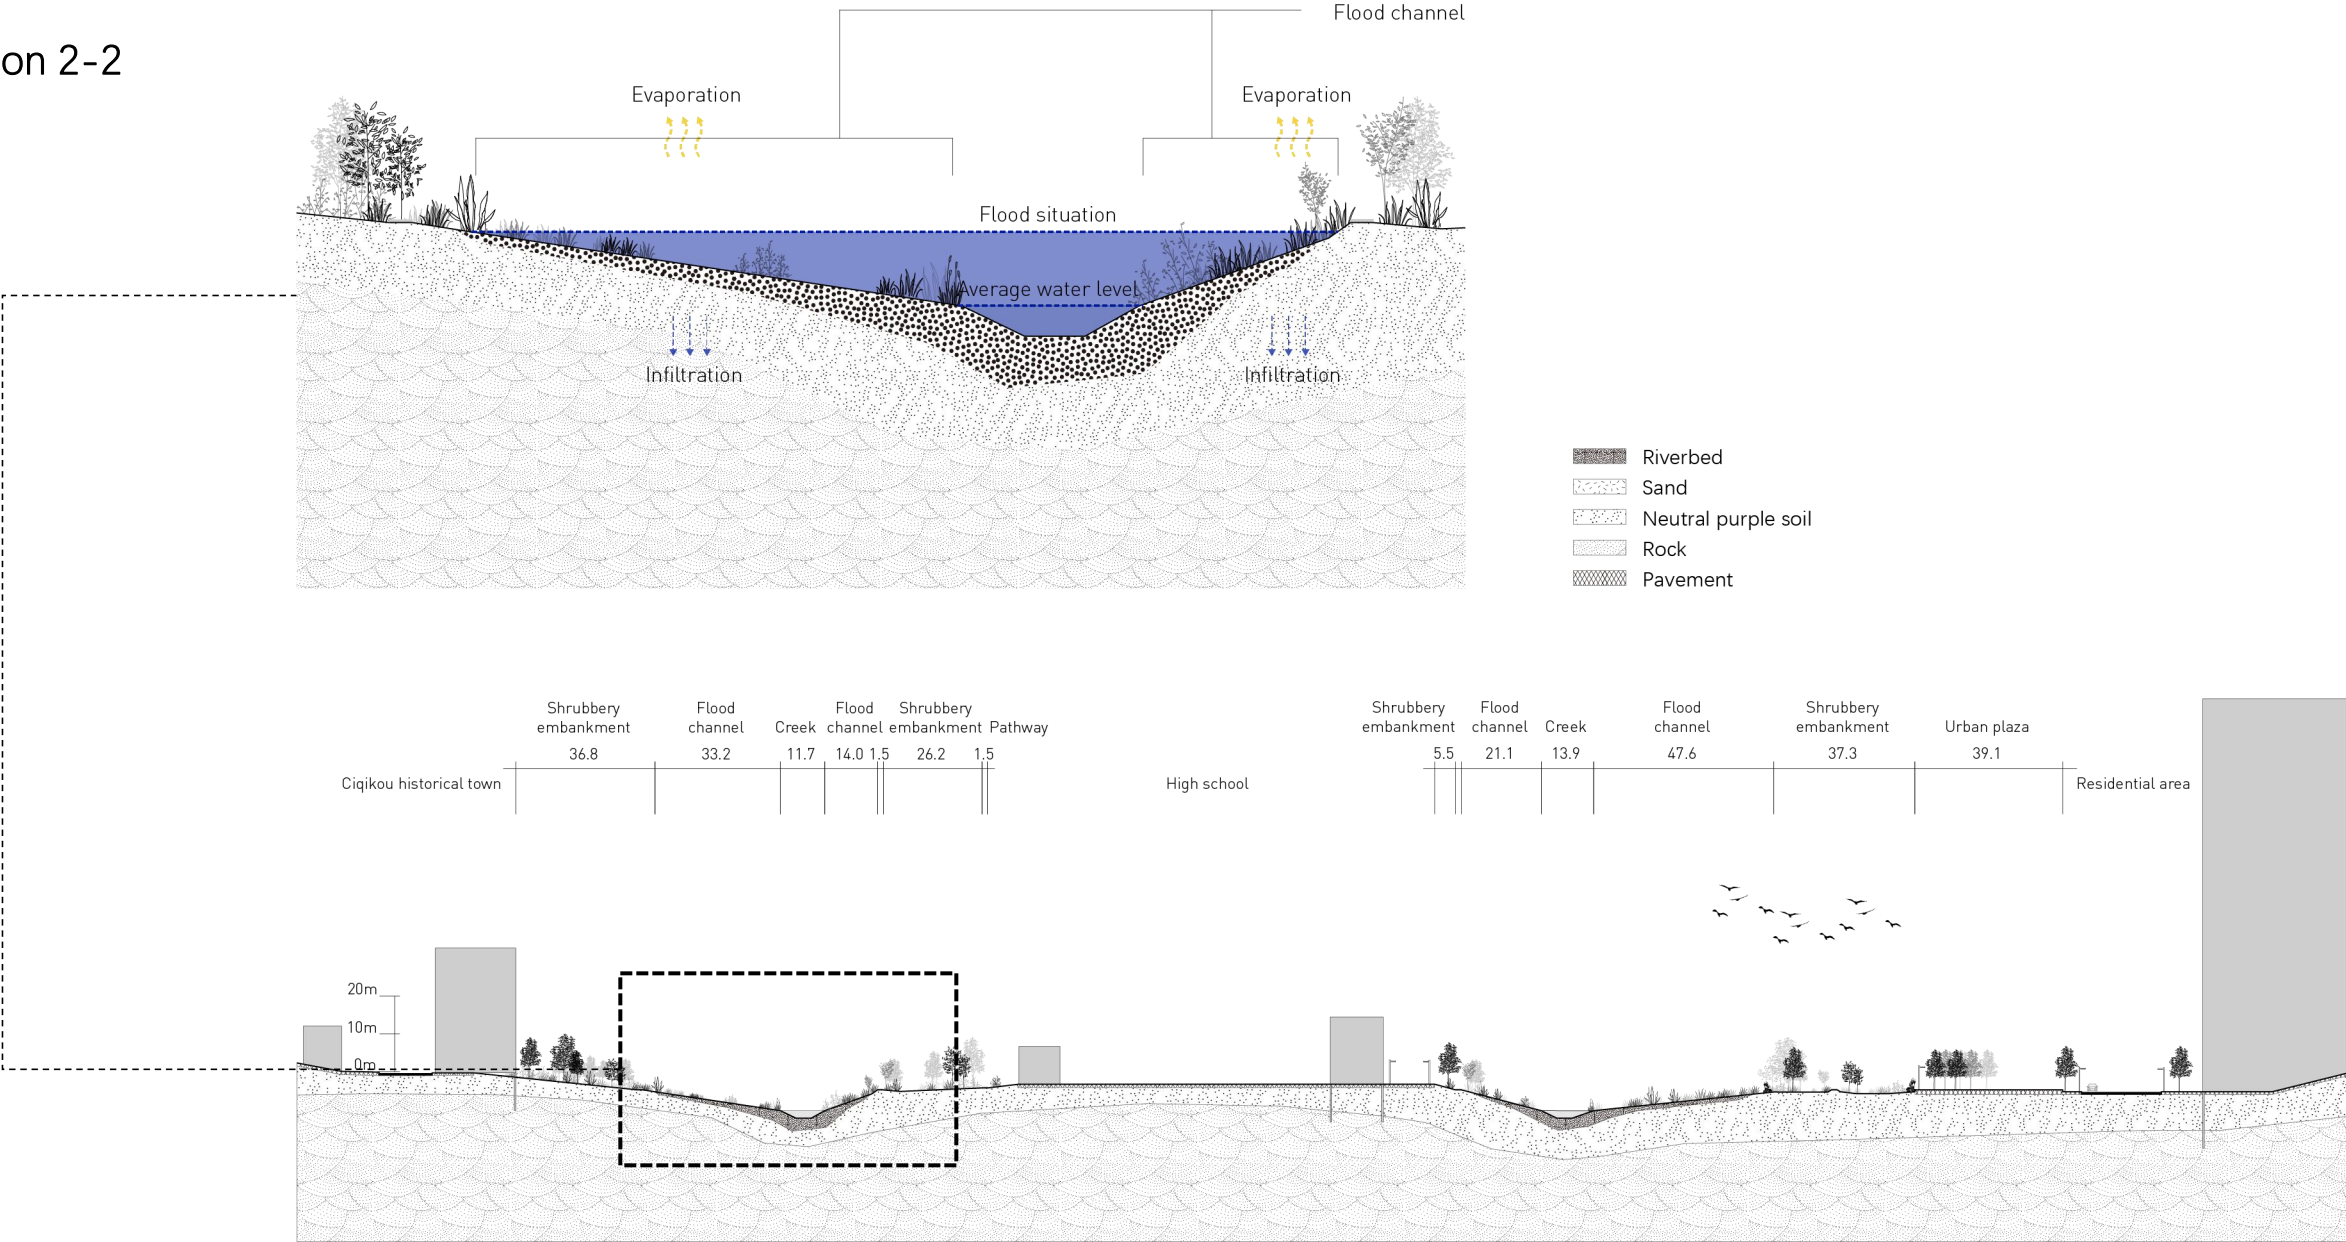 Flood channel
on 2-2
Evaporation
Evaporation
Flood situation
Average water level
Infiltration
Infiltration
Riverbed
Sand
Neutral purple soil
Rock
Pavement
Shrubbery
embankment
36.8
Flood
channel
33.2
Creek
11.7
Flood
channel
14.0
1.5
Shrubbery
embankment
26.2
Pathway
1.5
Shrubbery
embankment
5.5
Flood
channel
21.1
Creek
13.9
Flood
channel
47.6
Shrubbery
embankment
37.3
Urban plaza
39.1
Ciqikou historical town
High school
Residential area
20m
10m
0m